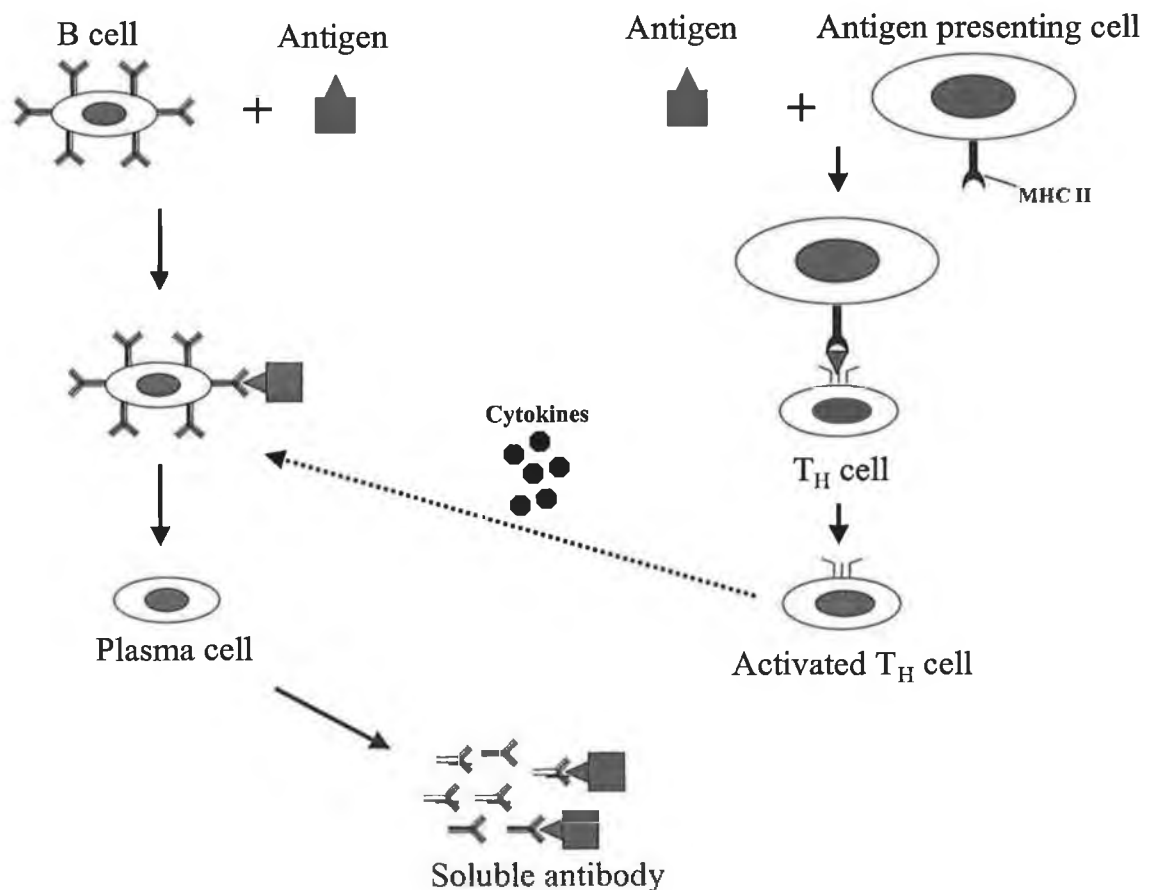 B cell
Antigen
Antigen
Antigen presenting cell
MHC II
Cytokines
T_H cell
Plasma cell
Activated T_H cell
Soluble antibody